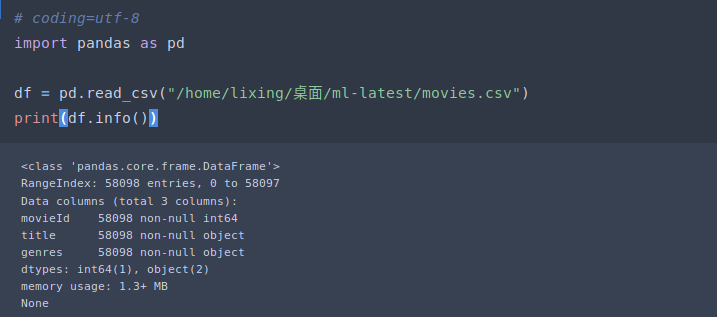 # coding=utf-8
import pandas as pd
df = pd.read_csv("/home/lixing/桌面/ml-latest/movies.csv")
print(df.info())
<class 'pandas.core.frame.DataFrame'>
RangeIndex: 58098 entries, 0 to 58097
Data columns (total 3 columns):
movieId    58098 non-null int64
title      58098 non-null object
genres     58098 non-null object
dtypes: int64(1), object(2)
memory usage: 1.3+ MB
None